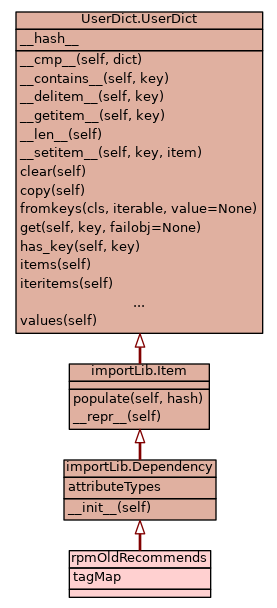 UserDict.UserDict
__hash__
__cmp__(self, dict)
__contains__(self, key)
__delitem__(self, key)
__getitem__(self, key)
__len__(self)
__setitem__(self, key, item)
clear(self)
copy(self)
fromkeys(cls, iterable, value=None)
get(self, key, failobj=None)
has_key(self, key)
items(self)
iteritems(self)
...
values(self)
importLib.Item
populate(self, hash)
__repr__(self)
importLib.Dependency
attributeTypes
__init__(self)
rpmOldRecommends
tagMap